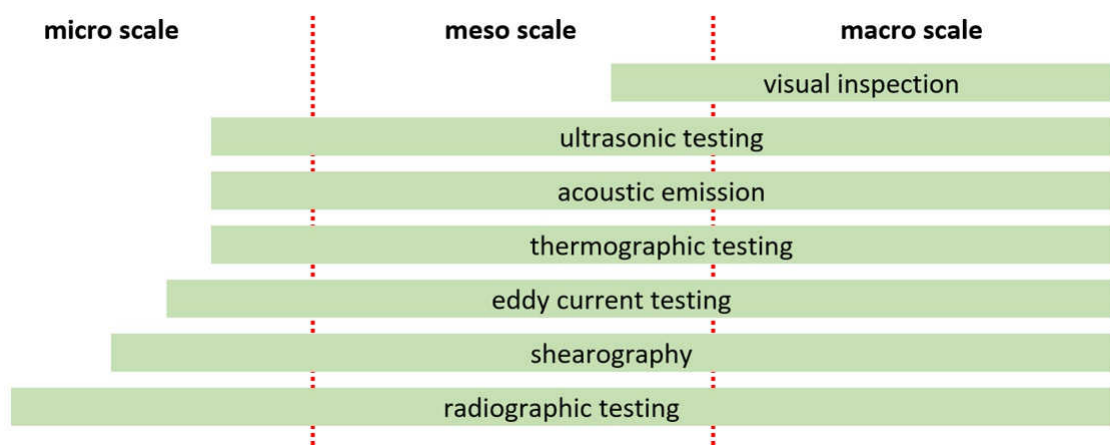 micro scale meso scale macro scale
visual inspection
ultrasonic testing
acoustic emission
thermographic testing
eddy current testing
shearography
radiographic testing